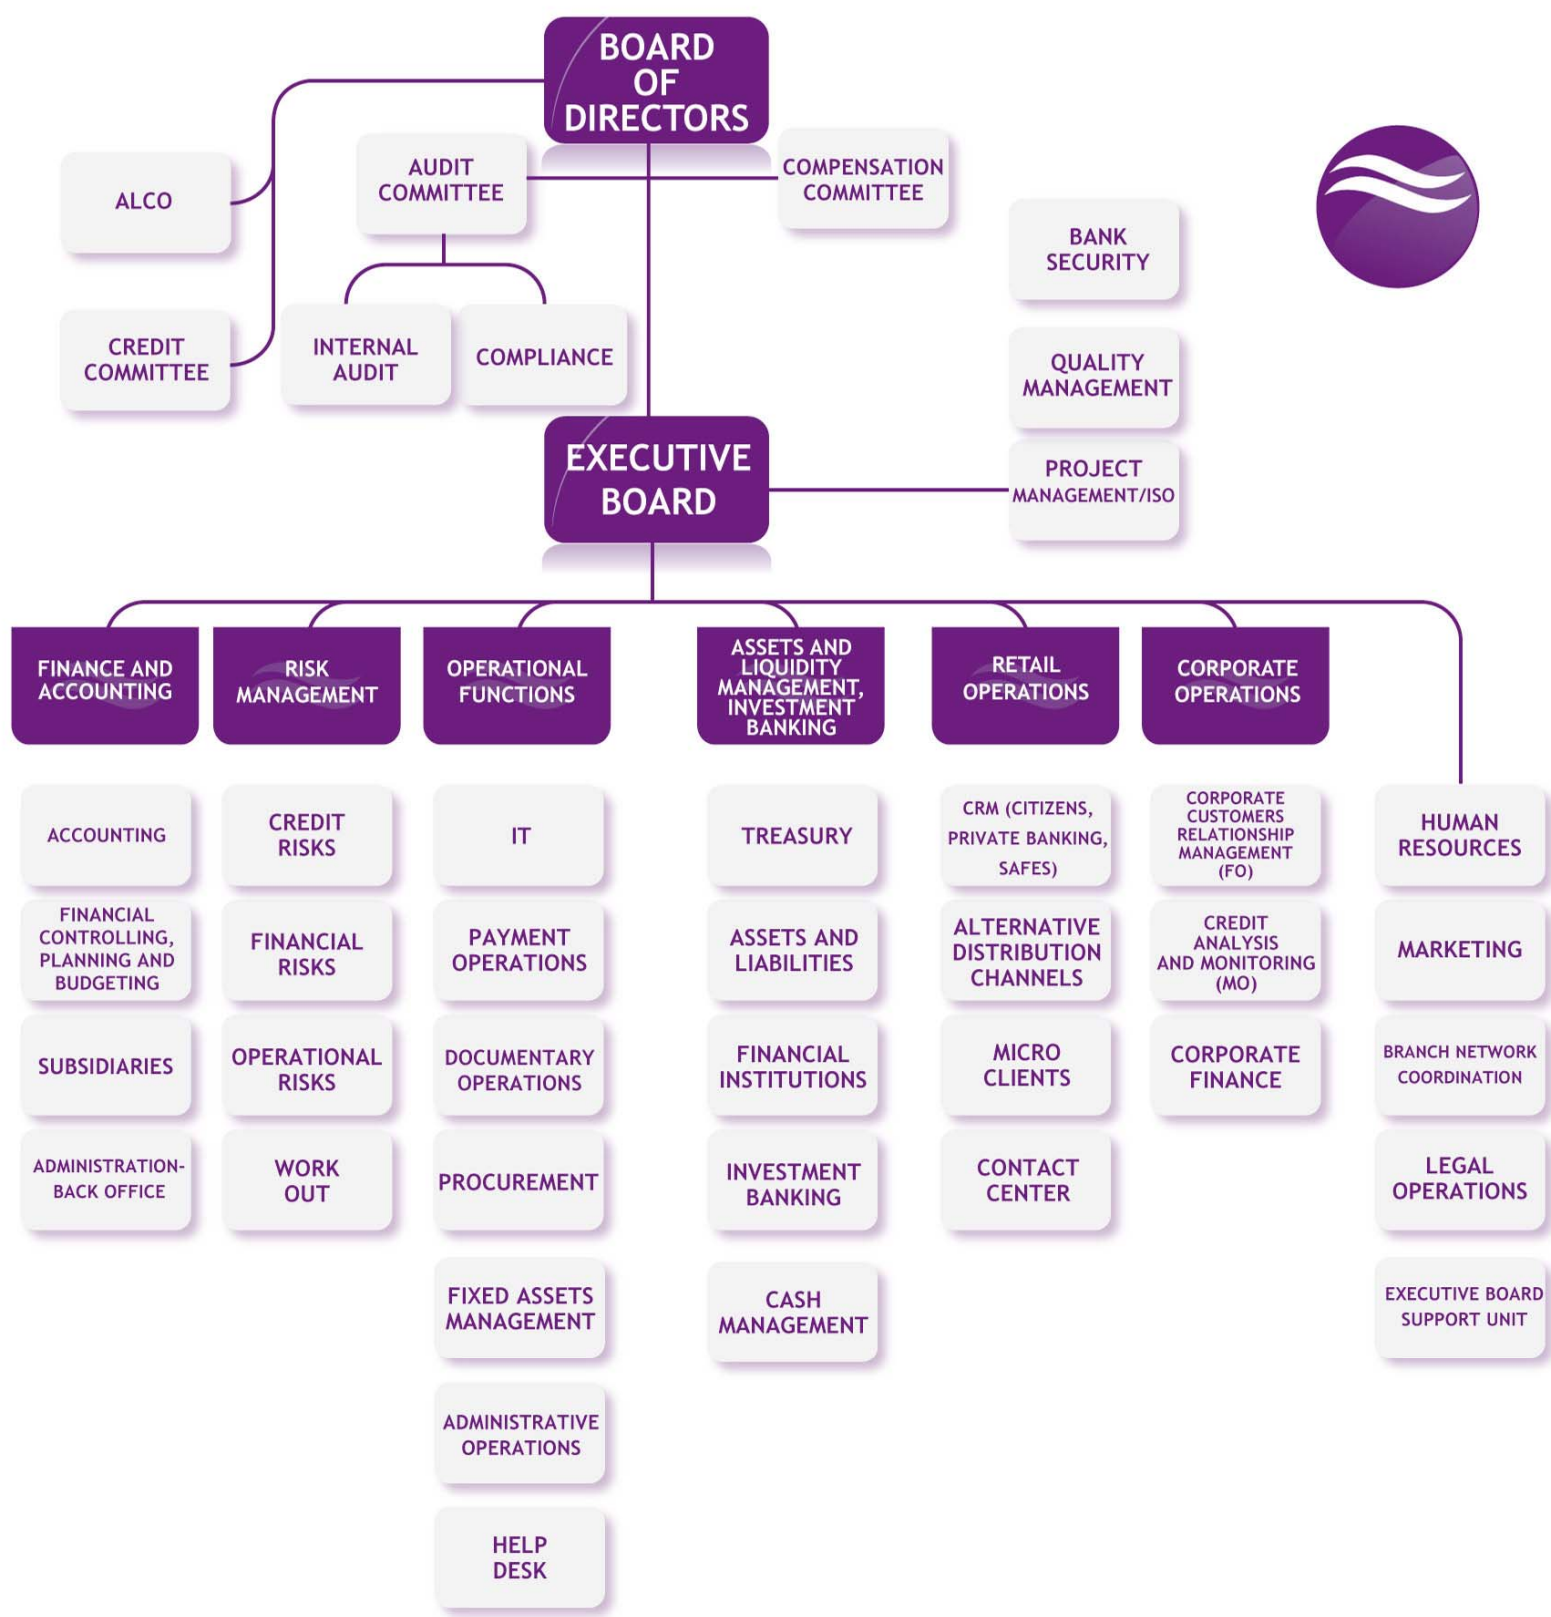 BOARD
OF
DIRECTORS
ALCO
AUDIT
COMMITTEE
COMPENSATION
COMMITTEE
BANK
SECURITY
CREDIT
COMMITTEE
INTERNAL
AUDIT
COMPLIANCE
QUALITY
MANAGEMENT
EXECUTIVE
BOARD
PROJECT
MANAGEMENT/ISO
FINANCE AND
ACCOUNTING
RISK
MANAGEMENT
OPERATIONAL
FUNCTIONS
ASSETS AND
LIQUIDITY
MANAGEMENT,
INVESTMENT
BANKING
RETAIL
OPERATIONS
CORPORATE
OPERATIONS
ACCOUNTING
CREDIT
RISKS
IT
TREASURY
CRM (CITIZENS,
PRIVATE BANKING,
SAFES)
CORPORATE
CUSTOMERS
RELATIONSHIP
MANAGEMENT
(FO)
HUMAN
RESOURCES
FINANCIAL
CONTROLLING,
PLANNING AND
BUDGETING
FINANCIAL
RISKS
PAYMENT
OPERATIONS
ASSETS AND
LIABILITIES
ALTERNATIVE
DISTRIBUTION
CHANNELS
CREDIT
ANALYSIS
AND MONITORING
(MO)
MARKETING
SUBSIDIARIES
OPERATIONAL
RISKS
DOCUMENTARY
OPERATIONS
FINANCIAL
INSTITUTIONS
MICRO
CLIENTS
CORPORATE
FINANCE
BRANCH NETWORK
COORDINATION
ADMINISTRATION-
BACK OFFICE
WORK
OUT
PROCUREMENT
INVESTMENT
BANKING
CONTACT
CENTER
LEGAL
OPERATIONS
FIXED ASSETS
MANAGEMENT
CASH
MANAGEMENT
EXECUTIVE BOARD
SUPPORT UNIT
ADMINISTRATIVE
OPERATIONS
HELP
DESK